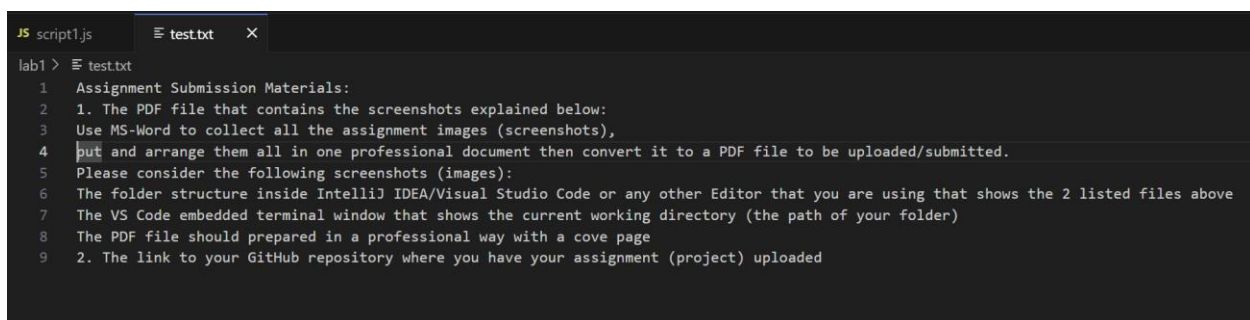 JS script1.js test.txt
lab1 > test.txt
1 Assignment Submission Materials:
2 1. The PDF file that contains the screenshots explained below:
3 Use MS-Word to collect all the assignment images (screenshots),
4 put and arrange them all in one professional document then convert it to a PDF file to be uploaded/submitted.
5 Please consider the following screenshots (images):
6 The folder structure inside IntelliJ IDEA/Visual Studio Code or any other Editor that you are using that shows the 2 listed files above
7 The VS Code embedded terminal window that shows the current working directory (the path of your folder)
8 The PDF file should prepared in a professional way with a cove page
9 2. The link to your GitHub repository where you have your assignment (project) uploaded